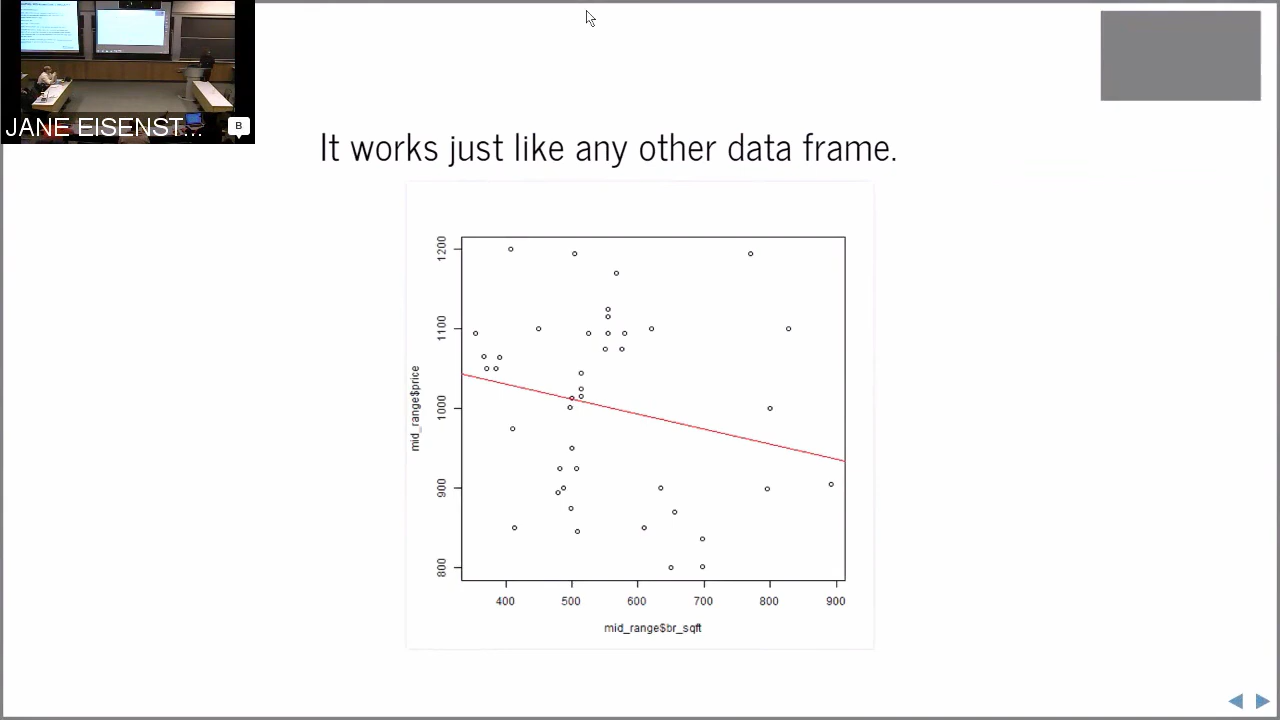 JANE EISENST...
B
It works just like any other data frame.
mid_range$price
1200
1100
1000
900
800
400 500 600 700 800 900
mid_range$br_sqft